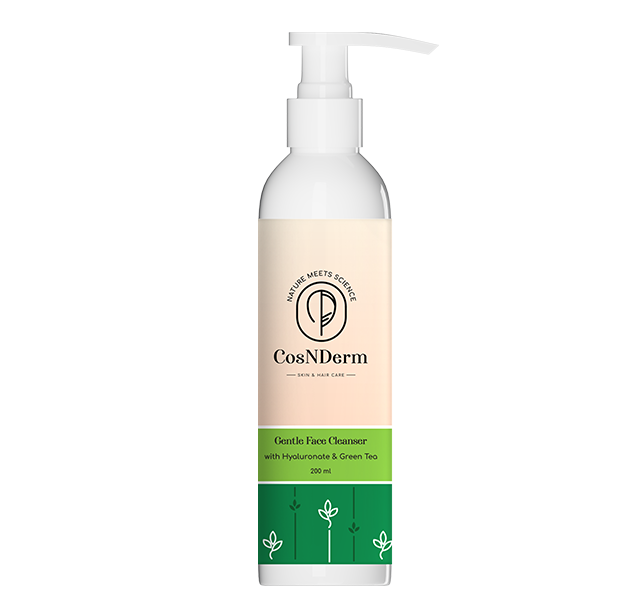 NATURE MEETS SCIENCE
CosNDerm
SKIN & HAIR CARE
Gentle Face Cleanser
with Hyaluronate & Green Tea
200 ml